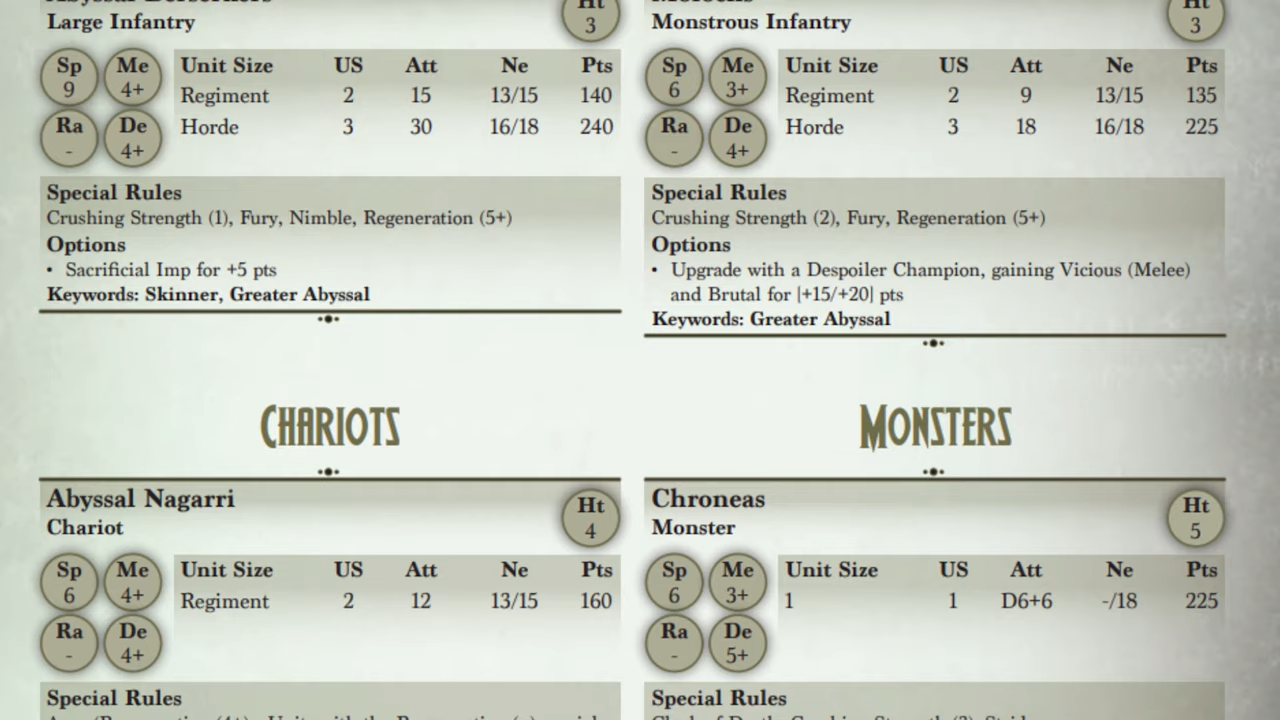 Large Infantry
Ht
3
Sp
9
Me
4+
Ra
-
De
4+
Unit Size US Att Ne Pts
Regiment 2 15 13/15 140
Horde 3 30 16/18 240
Special Rules
Crushing Strength (1), Fury, Nimble, Regeneration (5+)
Options
• Sacrificial Imp for +5 pts
Keywords: Skinner, Greater Abyssal
Monstrous Infantry
Ht
3
Sp
6
Me
3+
Ra
-
De
4+
Unit Size US Att Ne Pts
Regiment 2 9 13/15 135
Horde 3 18 16/18 225
Special Rules
Crushing Strength (2), Fury, Regeneration (5+)
Options
• Upgrade with a Despoiler Champion, gaining Vicious (Melee)
and Brutal for |+15/+20| pts
Keywords: Greater Abyssal
CHARIOTS
Abyssal Nagarri
Chariot
Ht
4
Sp
6
Me
4+
Ra
-
De
4+
Unit Size US Att Ne Pts
Regiment 2 12 13/15 160
Special Rules
MONSTERS
Chroneas
Monster
Ht
5
Sp
6
Me
3+
Ra
-
De
5+
Unit Size US Att Ne Pts
1 1 D6+6 -/18 225
Special Rules